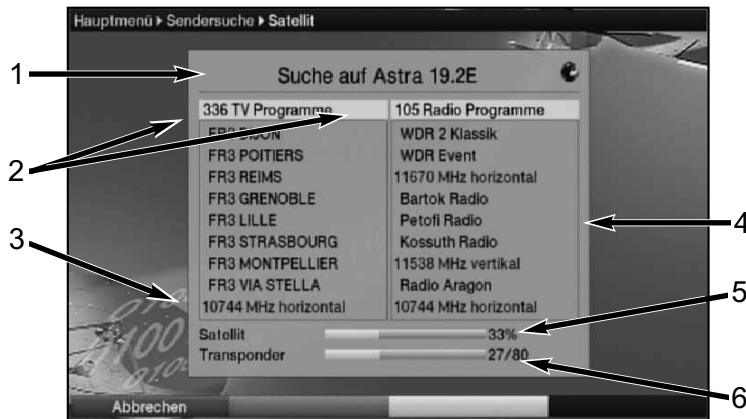 Hauptmenü ▸ Sendersuche ▸ Satellit
1
Suche auf Astra 19.2E
2
336 TV Programme
FR3 DIJON
FR3 POITIERS
FR3 REIMS
FR3 GRENOBLE
FR3 LILLE
FR3 STRASBOURG
FR3 MONTPELLIER
FR3 VIA STELLA
10744 MHz horizontal
105 Radio Programme
WDR 2 Klassik
WDR Event
11670 MHz horizontal
Bartok Radio
Petofi Radio
Kossuth Radio
11538 MHz vertikal
Radio Aragon
10744 MHz horizontal
3
4
Satellit 33%
5
Transponder 27/80
6
Abbrechen